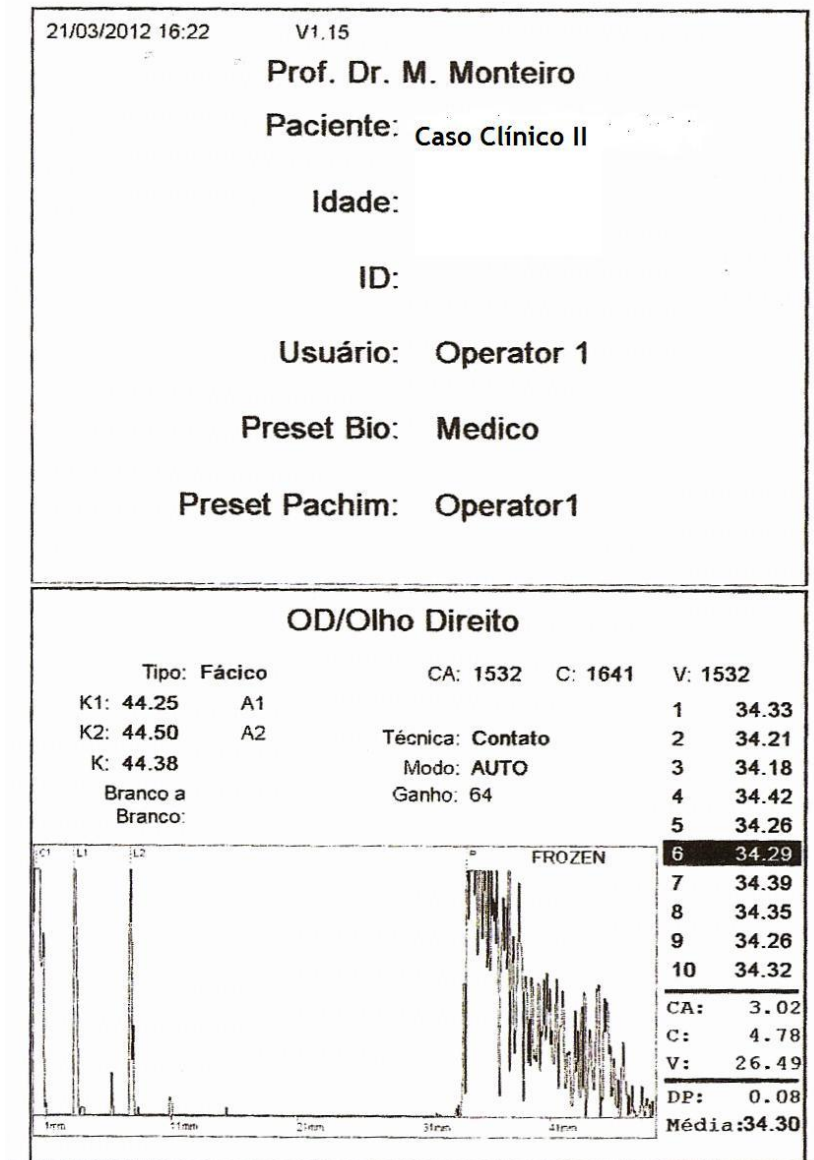 21/03/2012 16:22 V1.15
Prof. Dr. M. Monteiro
Paciente: Caso Clínico II
Idade:
ID:
Usuário: Operator 1
Preset Bio: Medico
Preset Pachim: Operator1
OD/Olho Direito
Tipo: Fácico CA: 1532 C: 1641 V: 1532
K1: 44.25 A1
K2: 44.50 A2
K: 44.38
Branco a
Branco:
Técnica: Contato
Modo: AUTO
Ganho: 64
1 34.33
2 34.21
3 34.18
4 34.42
5 34.26
6 34.29
7 34.39
8 34.35
9 34.26
10 34.32
CA: 3.02
C: 4.78
V: 26.49
DP: 0.08
Média:34.30
C1 L1 L2 FROZEN
1mm 11mm 21mm 31mm 41mm